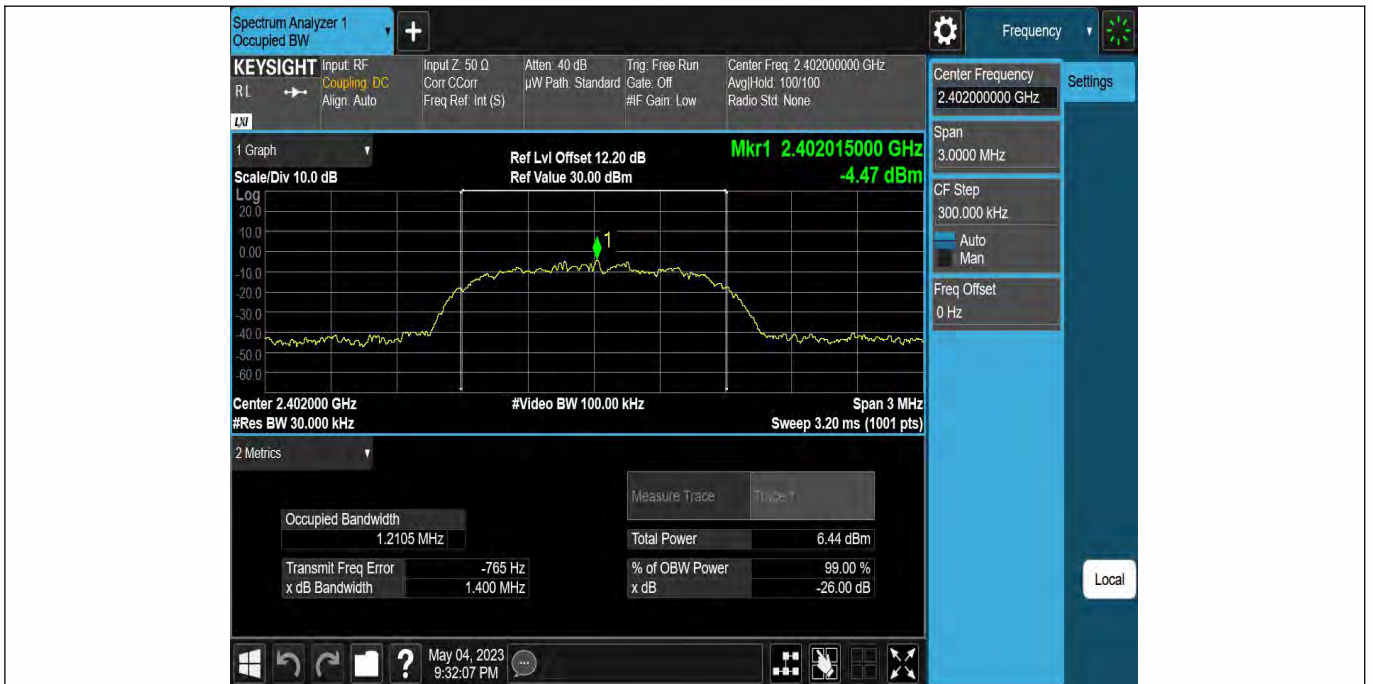 Spectrum Analyzer 1
Occupied BW
+
Frequency
KEYSIGHT
Input: RF
Coupling: DC
Align: Auto
Input Z: 50 Ω
Corr CCorr
Freq Ref: Int (S)
Atten: 40 dB
µW Path: Standard
Trig: Free Run
Gate: Off
#IF Gain: Low
Center Freq: 2.402000000 GHz
Avg|Hold: 100/100
Radio Std: None
R L
LXI
Center Frequency
2.402000000 GHz
Settings
Span
3.0000 MHz
CF Step
300.000 kHz
Auto
Man
Freq Offset
0 Hz
1 Graph
Scale/Div 10.0 dB
Ref Lvl Offset 12.20 dB
Ref Value 30.00 dBm
Mkr1 2.402015000 GHz
-4.47 dBm
Log
20.0
10.0
0.00
-10.0
-20.0
-30.0
-40.0
-50.0
-60.0
1
Center 2.402000 GHz
#Res BW 30.000 kHz
#Video BW 100.00 kHz
Span 3 MHz
Sweep 3.20 ms (1001 pts)
2 Metrics
Measure Trace
Trace 1
Occupied Bandwidth
1.2105 MHz
Total Power
6.44 dBm
Transmit Freq Error
-765 Hz
% of OBW Power
99.00 %
x dB Bandwidth
1.400 MHz
x dB
-26.00 dB
Local
?
May 04, 2023
9:32:07 PM